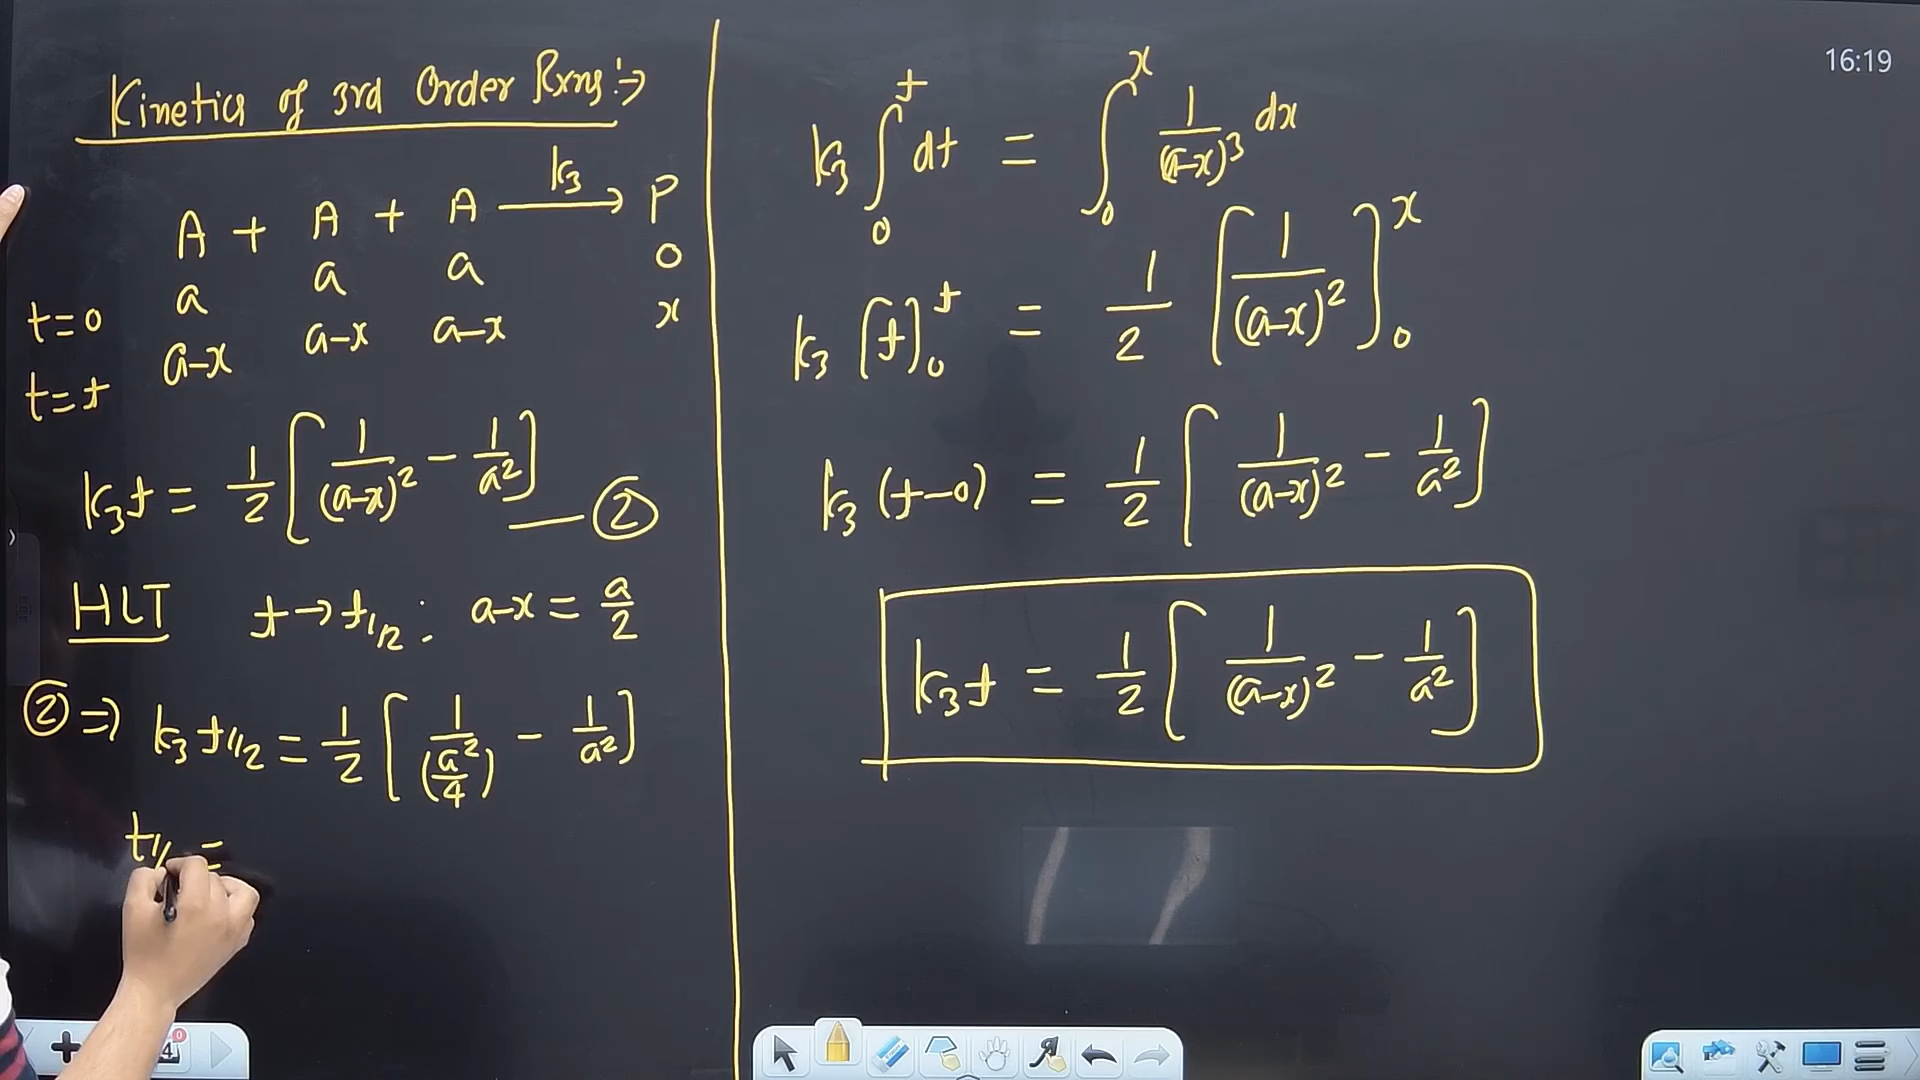 Kinetics of 3rd Order Rxns :→
A + A + A —k₃→ P
t=0 a a a 0
t=t a-x a-x a-x x
k₃t = 1/2 [1/(a-x)² - 1/a²] — ②
HLT t → t₁/₂ : a-x = a/2
② ⇒ k₃ t₁/₂ = 1/2 [1/(a²/4) - 1/a²]
t₁/ =
k₃ ∫₀ᵗ dt = ∫₀ˣ 1/(a-x)³ dx
k₃ [t]₀ᵗ = 1/2 [1/(a-x)²]₀ˣ
k₃ (t-0) = 1/2 [1/(a-x)² - 1/a²]
k₃t = 1/2 [1/(a-x)² - 1/a²]
16:19